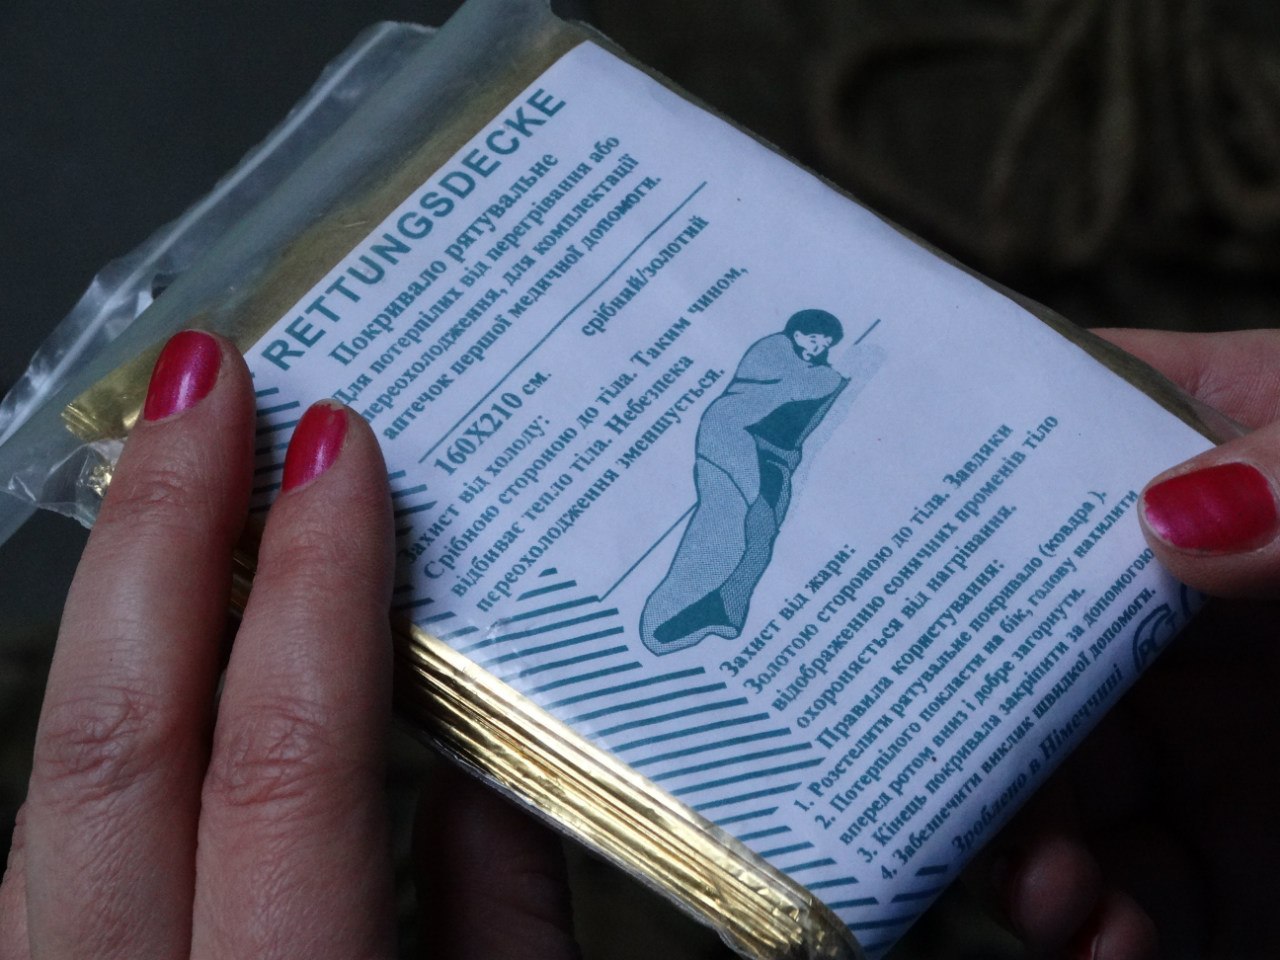 RETTUNGSDECKE
Покривало рятувальне
Для потерпілих від перегрівання або
переохолодження, для комплектації
аптечок першої медичної допомоги.
160Х210 см. срібний/золотий
Захист від холоду:
Срібною стороною до тіла. Таким чином,
відбиває тепло тіла. Небезпека
переохолодження зменщується.
Захист від жари:
Золотою стороною до тіла. Завдяки
відображенню сонячних променів тіло
охороняється від нагрівання.
Правила користування:
1. Розстелити рятувальне покривало (ковдра ).
2. Потерпілого покласти на бік, голову нахилити
вперед ротом вниз і добре загорнути.
3. Кінець покривала закріпити за допомогою
4. Забезпечити виклик швидкої допомоги.
Зроблено в Німеччині